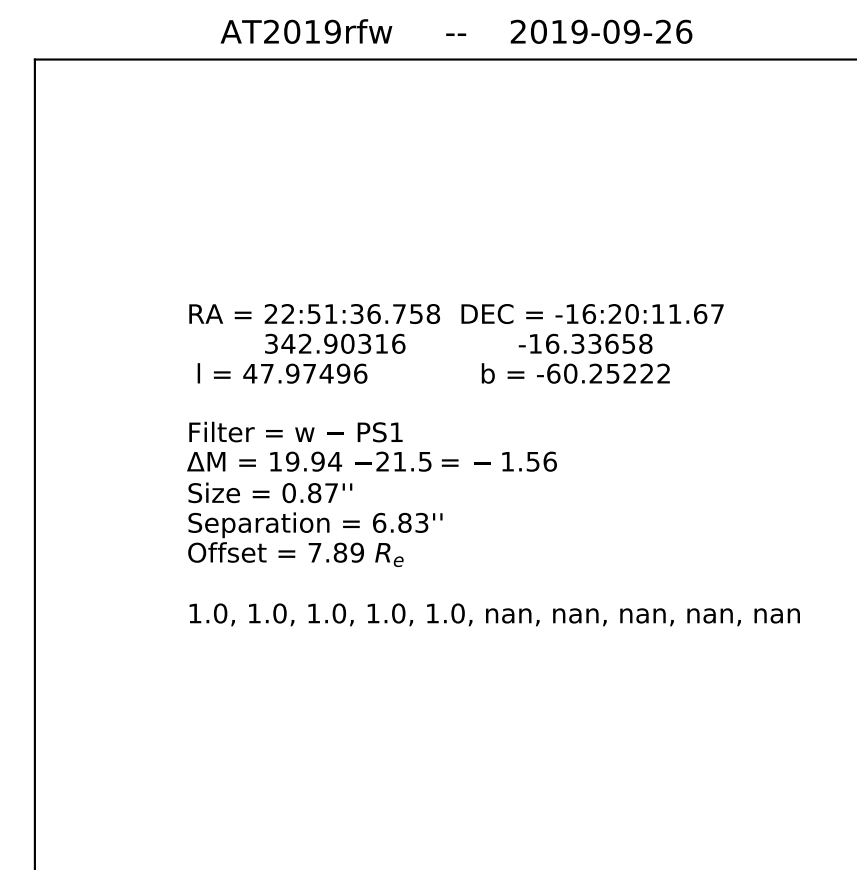 AT2019rfw -- 2019-09-26
RA = 22:51:36.758 DEC = -16:20:11.67
342.90316 -16.33658
l = 47.97496 b = -60.25222
Filter = w − PS1
ΔM = 19.94 −21.5 = − 1.56
Size = 0.87''
Separation = 6.83''
Offset = 7.89 Rₑ
1.0, 1.0, 1.0, 1.0, 1.0, nan, nan, nan, nan, nan